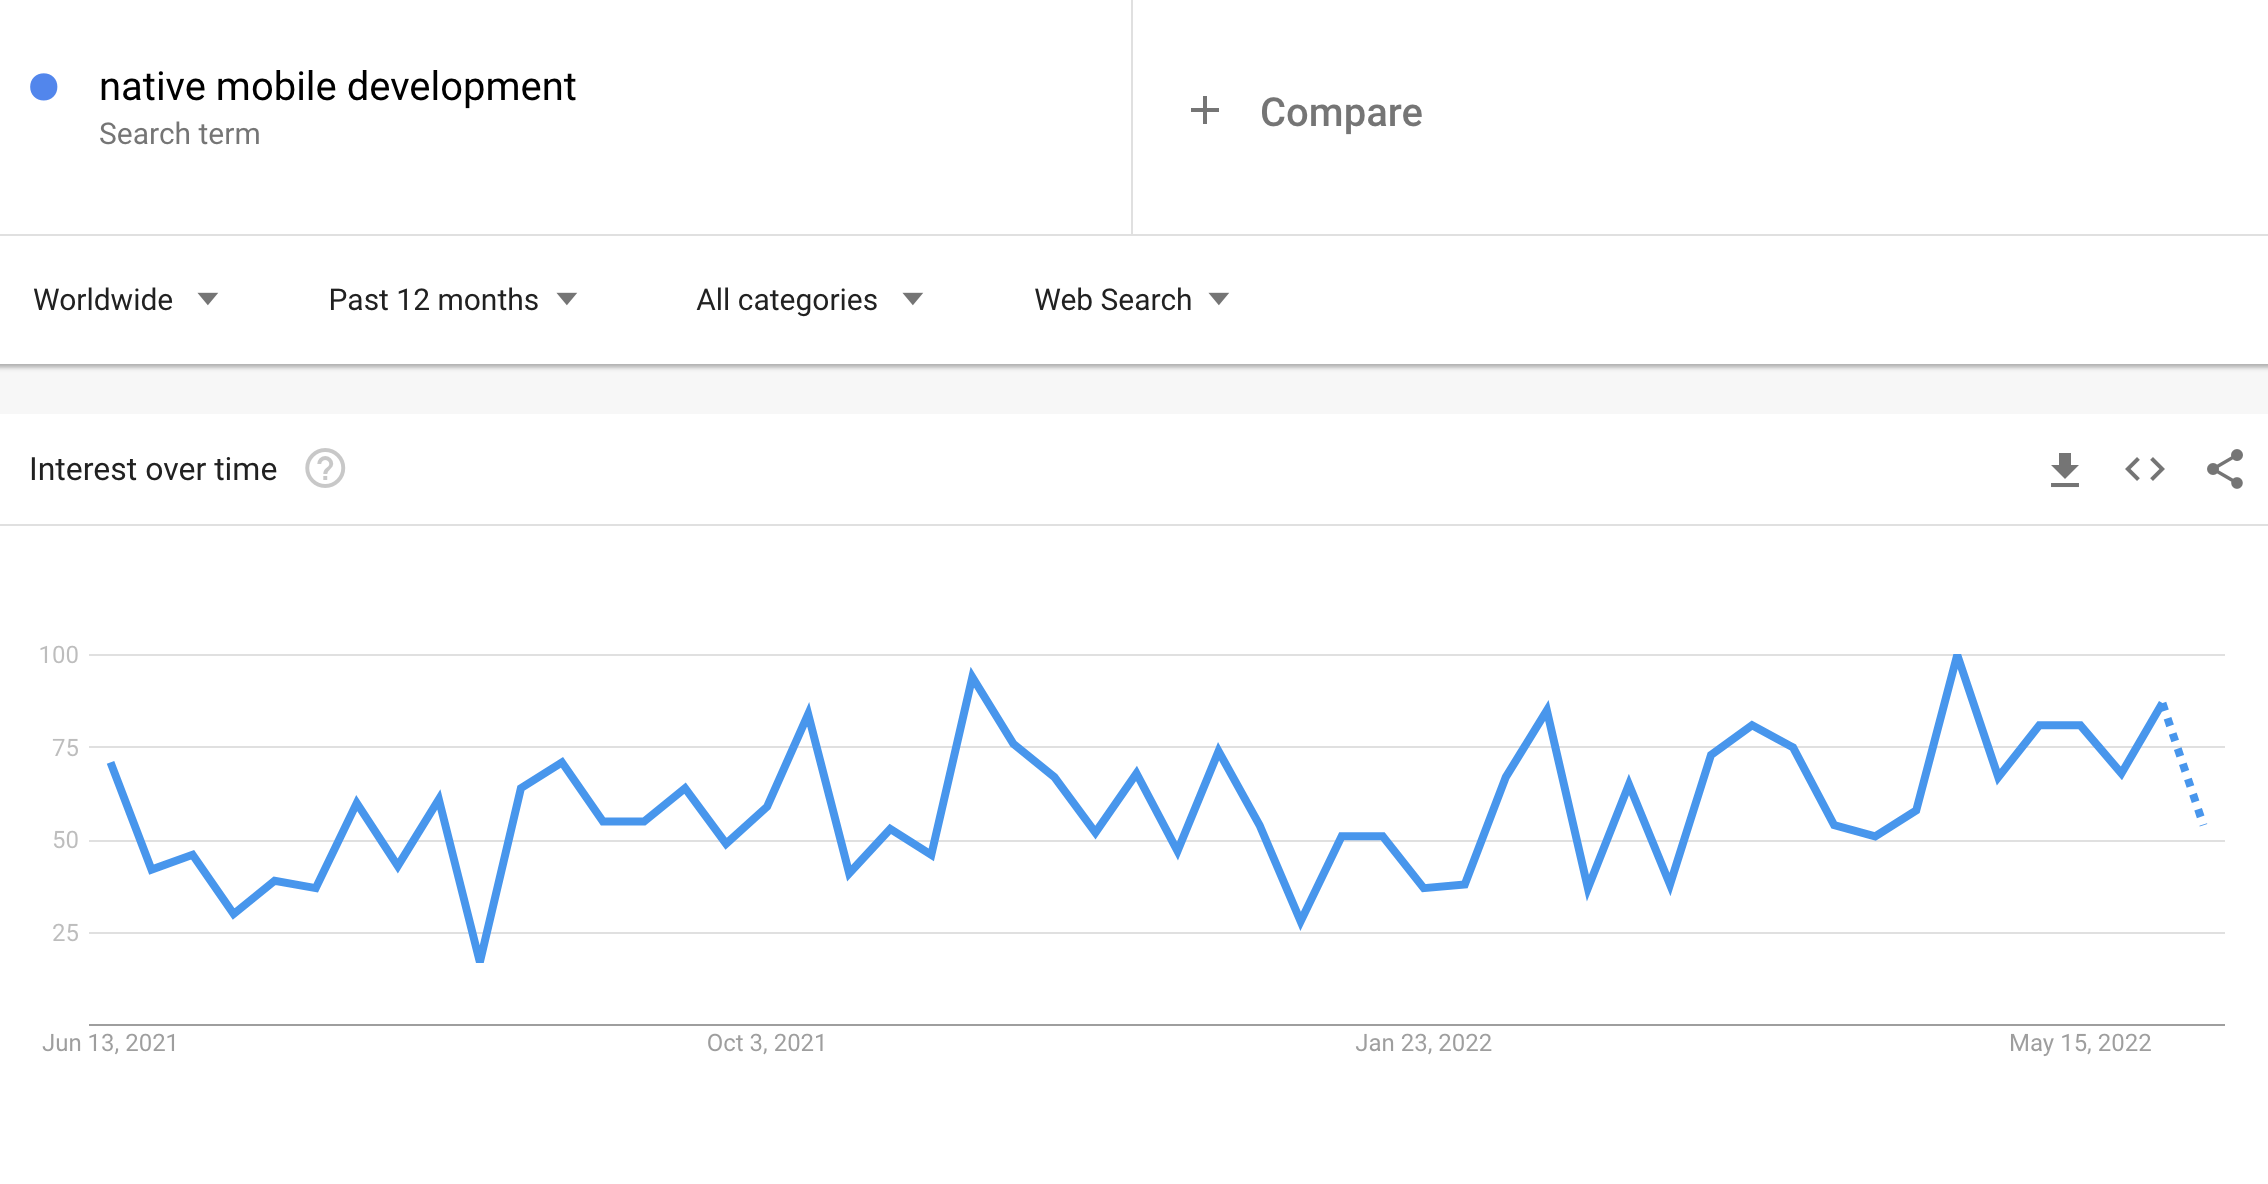 native mobile development
Search term
+ Compare
Worldwide
Past 12 months
All categories
Web Search
Interest over time ?
100
75
50
25
Jun 13, 2021
Oct 3, 2021
Jan 23, 2022
May 15, 2022